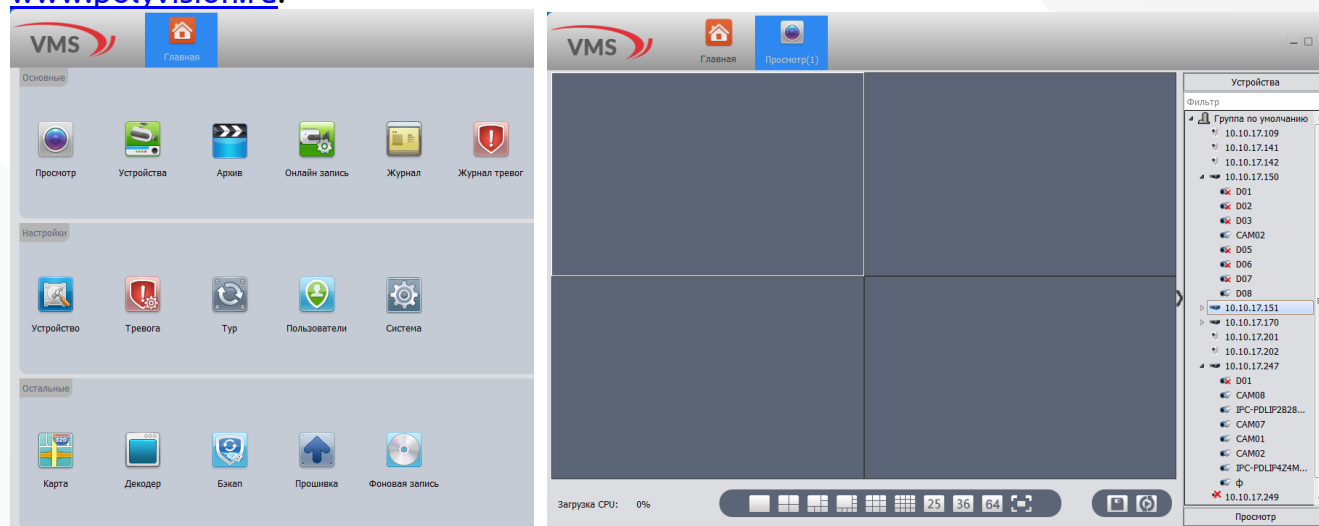 www.polyvision.ru.
VMS
Главная
Основные
Просмотр
Устройства
Архив
Онлайн запись
Журнал
Журнал тревог
Настройки
Устройство
Тревога
Тур
Пользователи
Система
Остальные
320
Карта
Декодер
Бэкап
Прошивка
Фоновая запись
VMS
Главная
Просмотр(1)
Устройства
Фильтр
Группа по умолчанию
10.10.17.109
10.10.17.141
10.10.17.142
10.10.17.150
D01
D02
D03
CAM02
D05
D06
D07
D08
10.10.17.151
10.10.17.170
10.10.17.201
10.10.17.202
10.10.17.247
D01
CAM08
IPC-PDLIP2B28...
CAM07
CAM01
CAM02
IPC-PDLIP4Z4M...
ф
10.10.17.249
Просмотр
Загрузка CPU: 0%
25 36 64